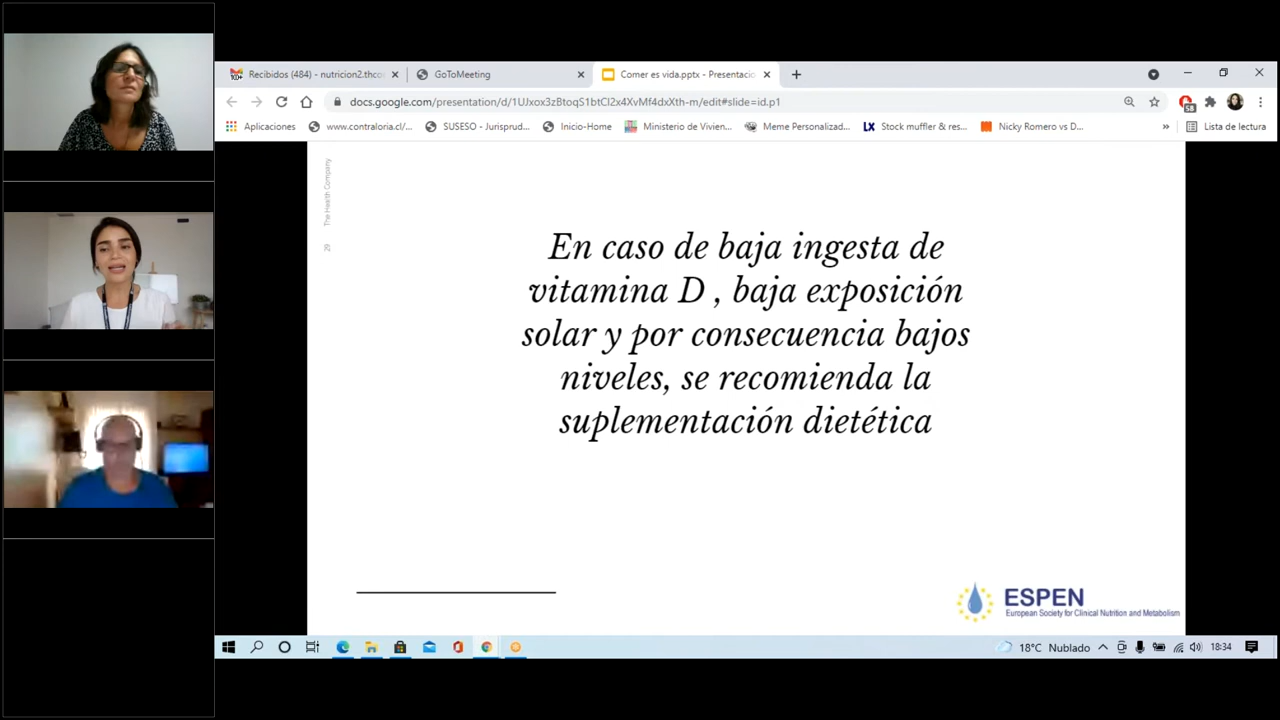 Recibidos (484) - nutricion2.thco
GoToMeeting
Comer es vida.pptx - Presentacio
docs.google.com/presentation/d/1UJxox3zBtoqS1btCl2x4XvMf4dxXth-m/edit#slide=id.p1
Aplicaciones
www.contraloria.cl/...
SUSESO - Jurisprud...
Inicio-Home
Ministerio de Vivien...
Meme Personalizad...
LX Stock muffler & res...
Nicky Romero vs D...
»
Lista de lectura
The Health Company
29
En caso de baja ingesta de
vitamina D , baja exposición
solar y por consecuencia bajos
niveles, se recomienda la
suplementación dietética
ESPEN
European Society for Clinical Nutrition and Metabolism
18°C Nublado
18:34